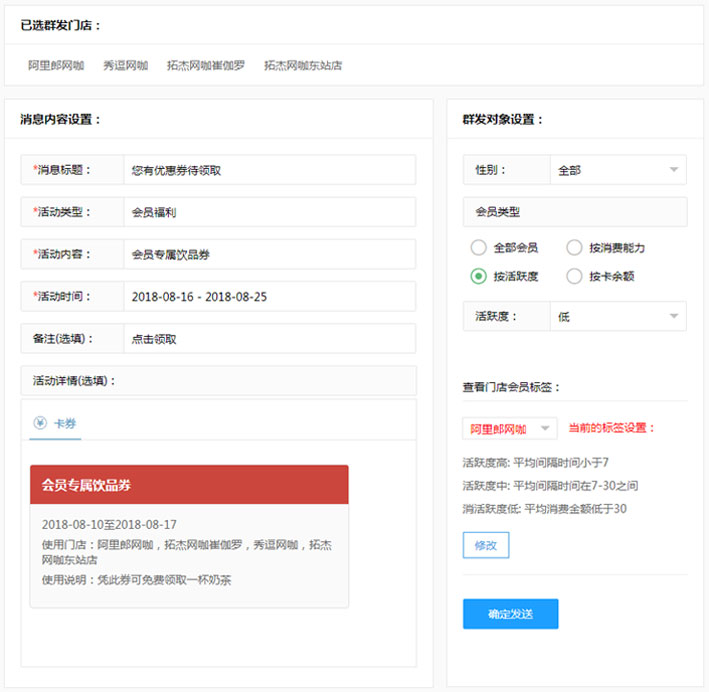 已选群发门店：
阿里郎网咖 秀逗网咖 拓杰网咖崔伽罗 拓杰网咖东站店
消息内容设置：
*消息标题： 您有优惠券待领取
*活动类型： 会员福利
*活动内容： 会员专属饮品券
*活动时间： 2018-08-16 - 2018-08-25
备注(选填)： 点击领取
活动详情(选填)：
卡券
会员专属饮品券
2018-08-10至2018-08-17
使用门店：阿里郎网咖，拓杰网咖崔伽罗，秀逗网咖，拓杰
网咖东站店
使用说明：凭此券可免费领取一杯奶茶
群发对象设置：
性别： 全部
会员类型
全部会员 按消费能力
按活跃度 按卡余额
活跃度： 低
查看门店会员标签：
阿里郎网咖 当前的标签设置：
活跃度高: 平均间隔时间小于7
活跃度中: 平均间隔时间在7-30之间
消活跃度低: 平均消费金额低于30
修改
确定发送